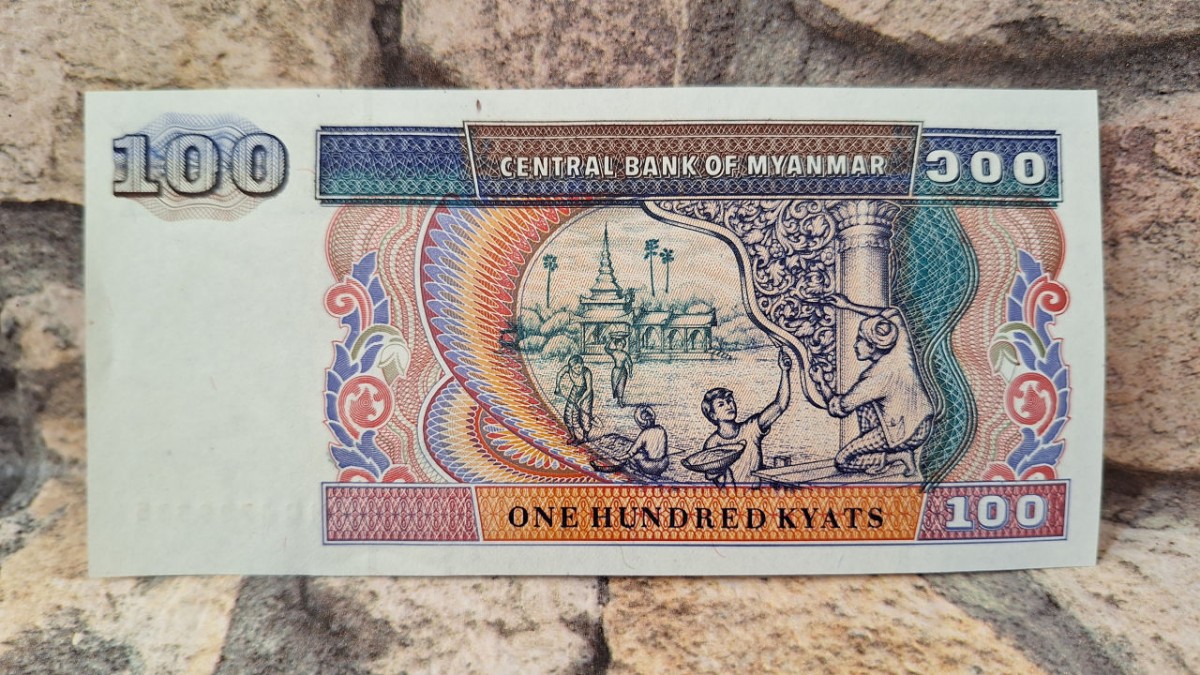 100
CENTRAL BANK OF MYANMAR
၁၀၀
ONE HUNDRED KYATS
100